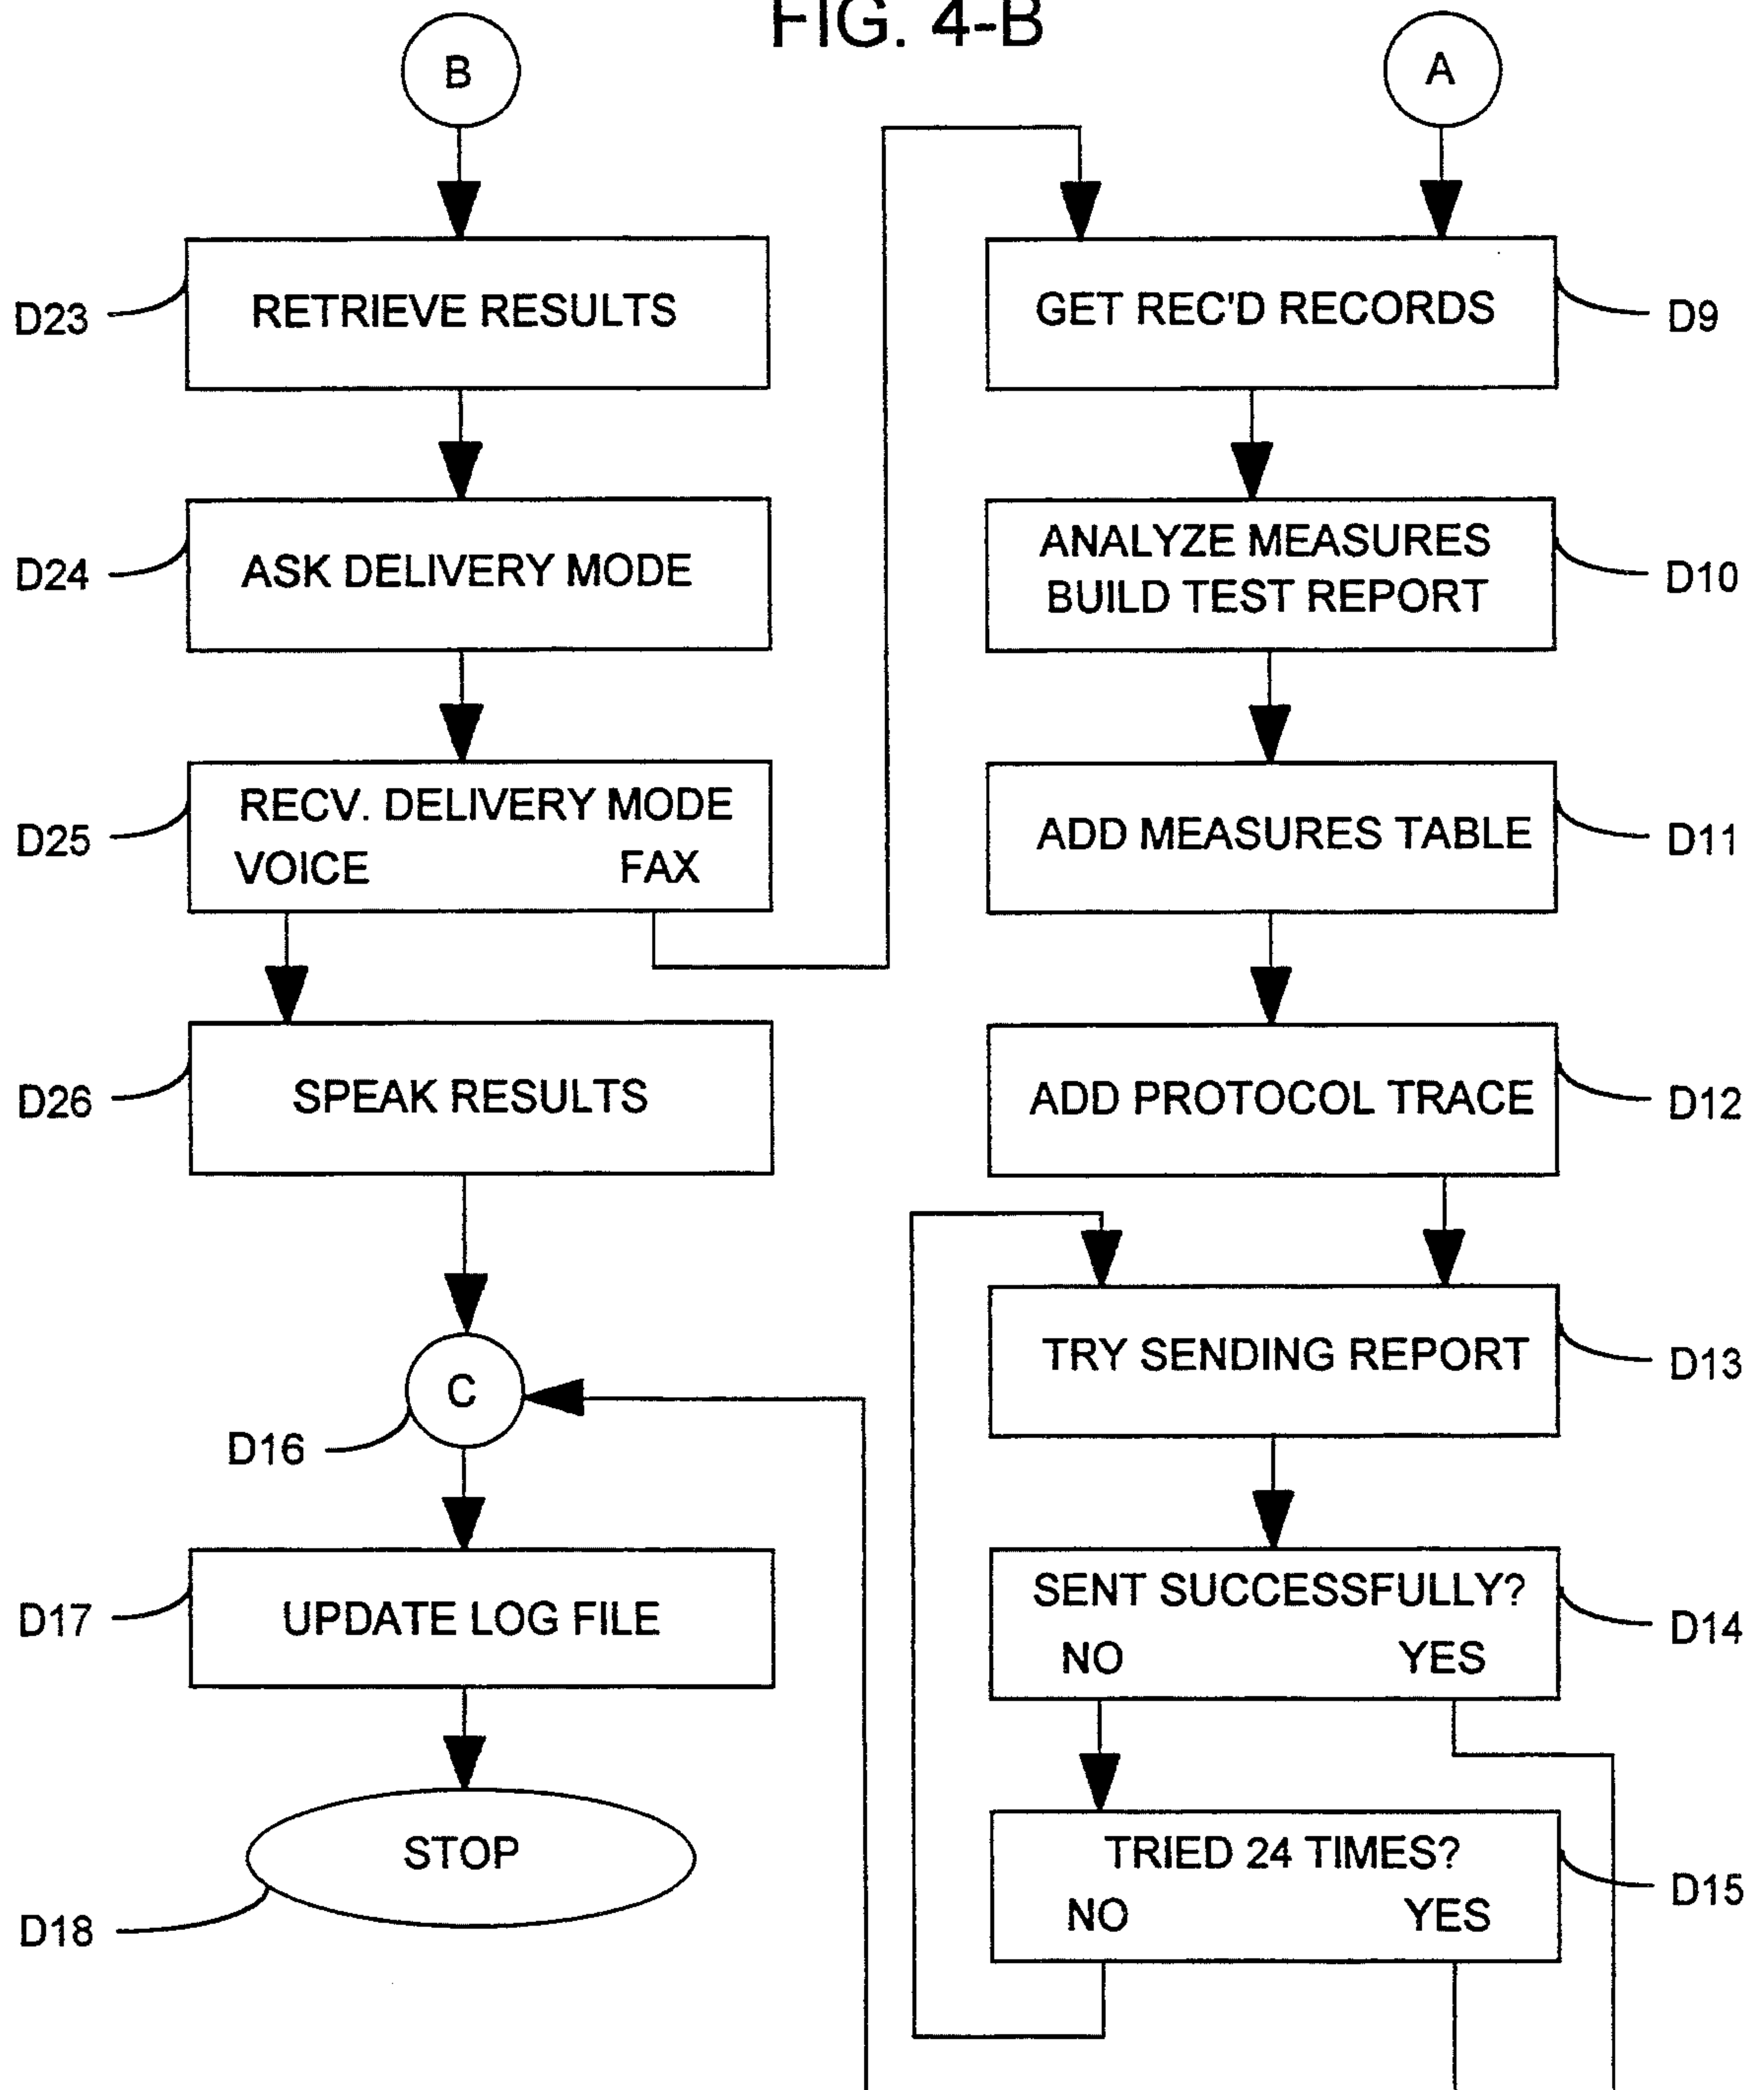 FIG. 4-B
B
D23
RETRIEVE RESULTS
D24
ASK DELIVERY MODE
D25
RECV. DELIVERY MODE
VOICE FAX
D26
SPEAK RESULTS
C
D16
D17
UPDATE LOG FILE
STOP
D18
A
GET REC'D RECORDS
D9
ANALYZE MEASURES
BUILD TEST REPORT
D10
ADD MEASURES TABLE
D11
ADD PROTOCOL TRACE
D12
TRY SENDING REPORT
D13
SENT SUCCESSFULLY?
NO YES
D14
TRIED 24 TIMES?
NO YES
D15